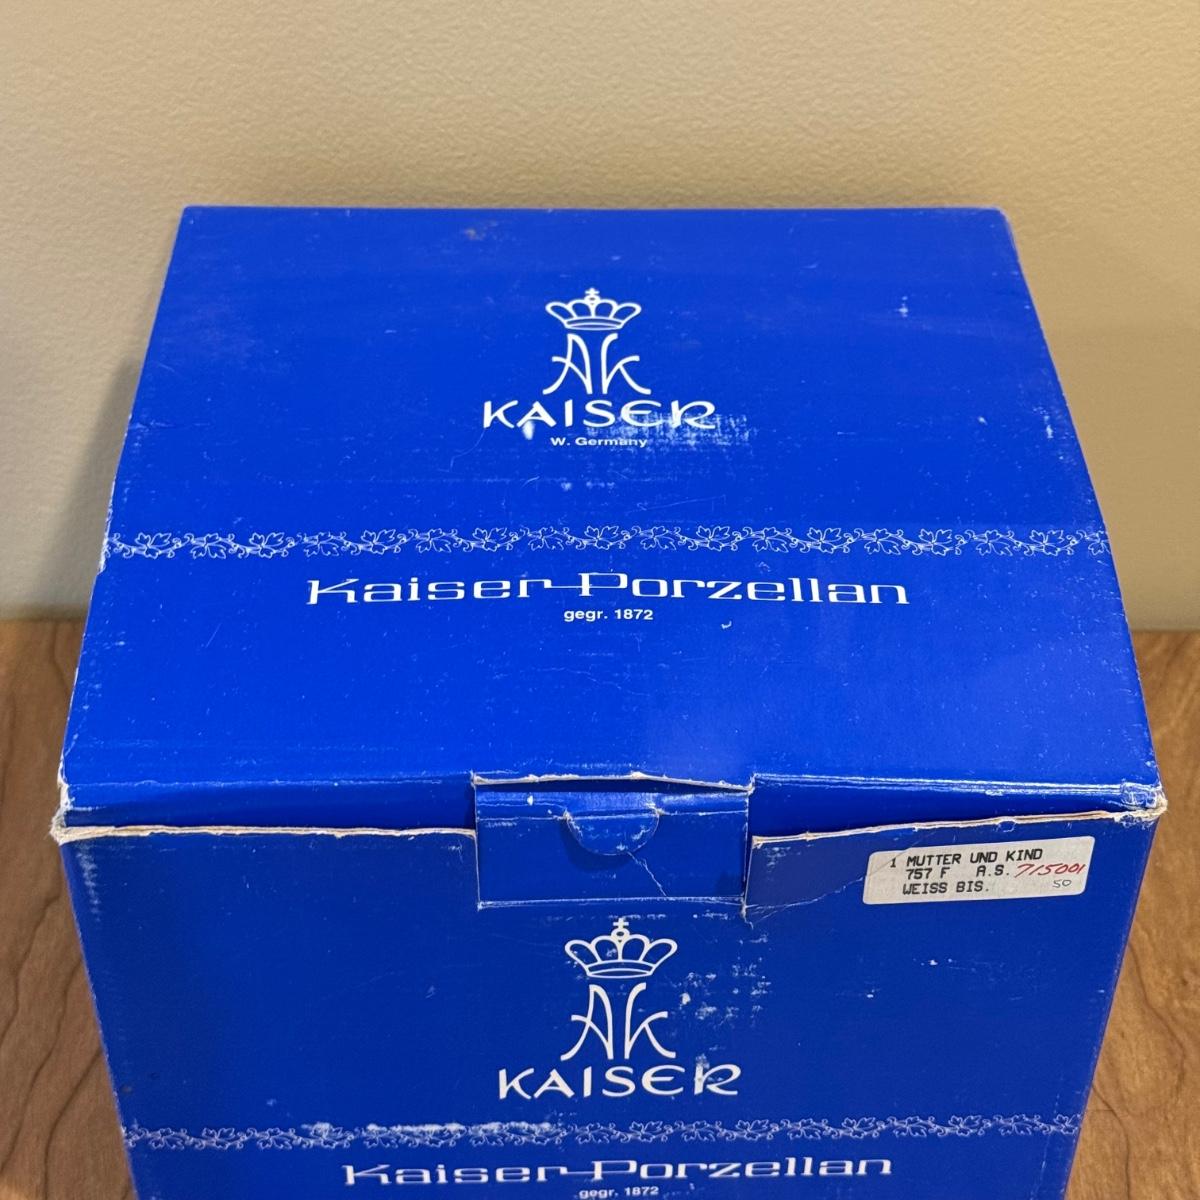 AK
KAISER
W. Germany
Kaiser-Porzellan
gegr. 1872
1 MUTTER UND KIND
757 F A.S. 715001
WEISS BIS. 50
AK
KAISER
Kaiser-Porzellan
gegr. 1872